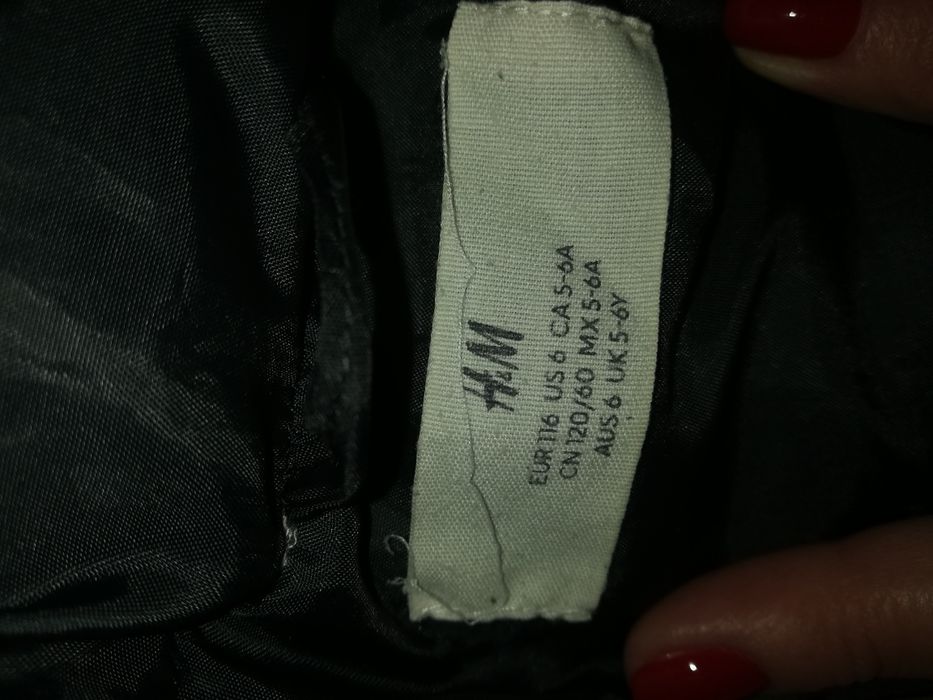 H&M
EUR 116 US 6 CA 5-6A
CN 120/60 MX 5-6A
AUS 6 UK 5-6Y